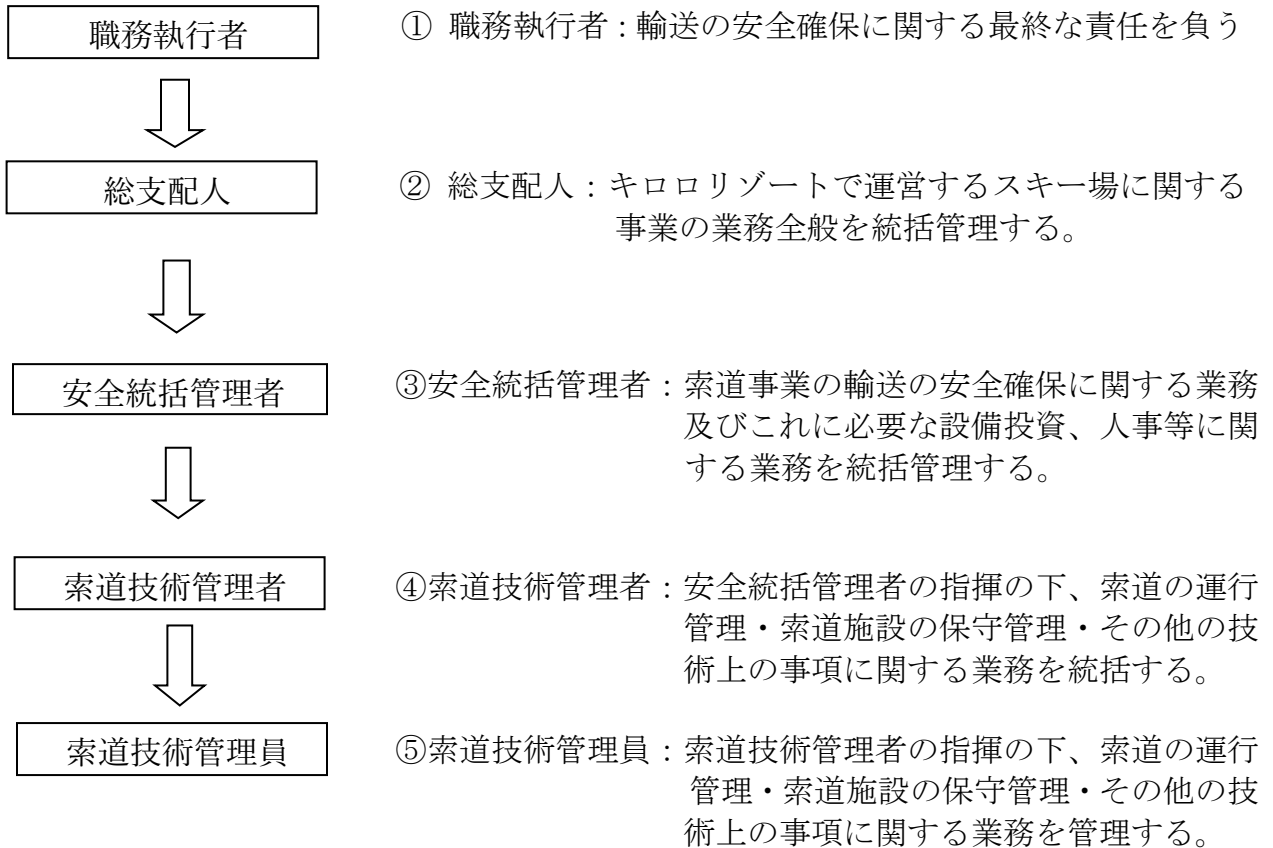 職務執行者
① 職務執行者：輸送の安全確保に関する最終な責任を負う
総支配人
② 総支配人：キロロリゾートで運営するスキー場に関する
事業の業務全般を統括管理する。
安全統括管理者
③安全統括管理者：索道事業の輸送の安全確保に関する業務
及びこれに必要な設備投資、人事等に関
する業務を統括管理する。
索道技術管理者
④索道技術管理者：安全統括管理者の指揮の下、索道の運行
管理・索道施設の保守管理・その他の技
術上の事項に関する業務を統括する。
索道技術管理員
⑤索道技術管理員：索道技術管理者の指揮の下、索道の運行
管理・索道施設の保守管理・その他の技
術上の事項に関する業務を管理する。